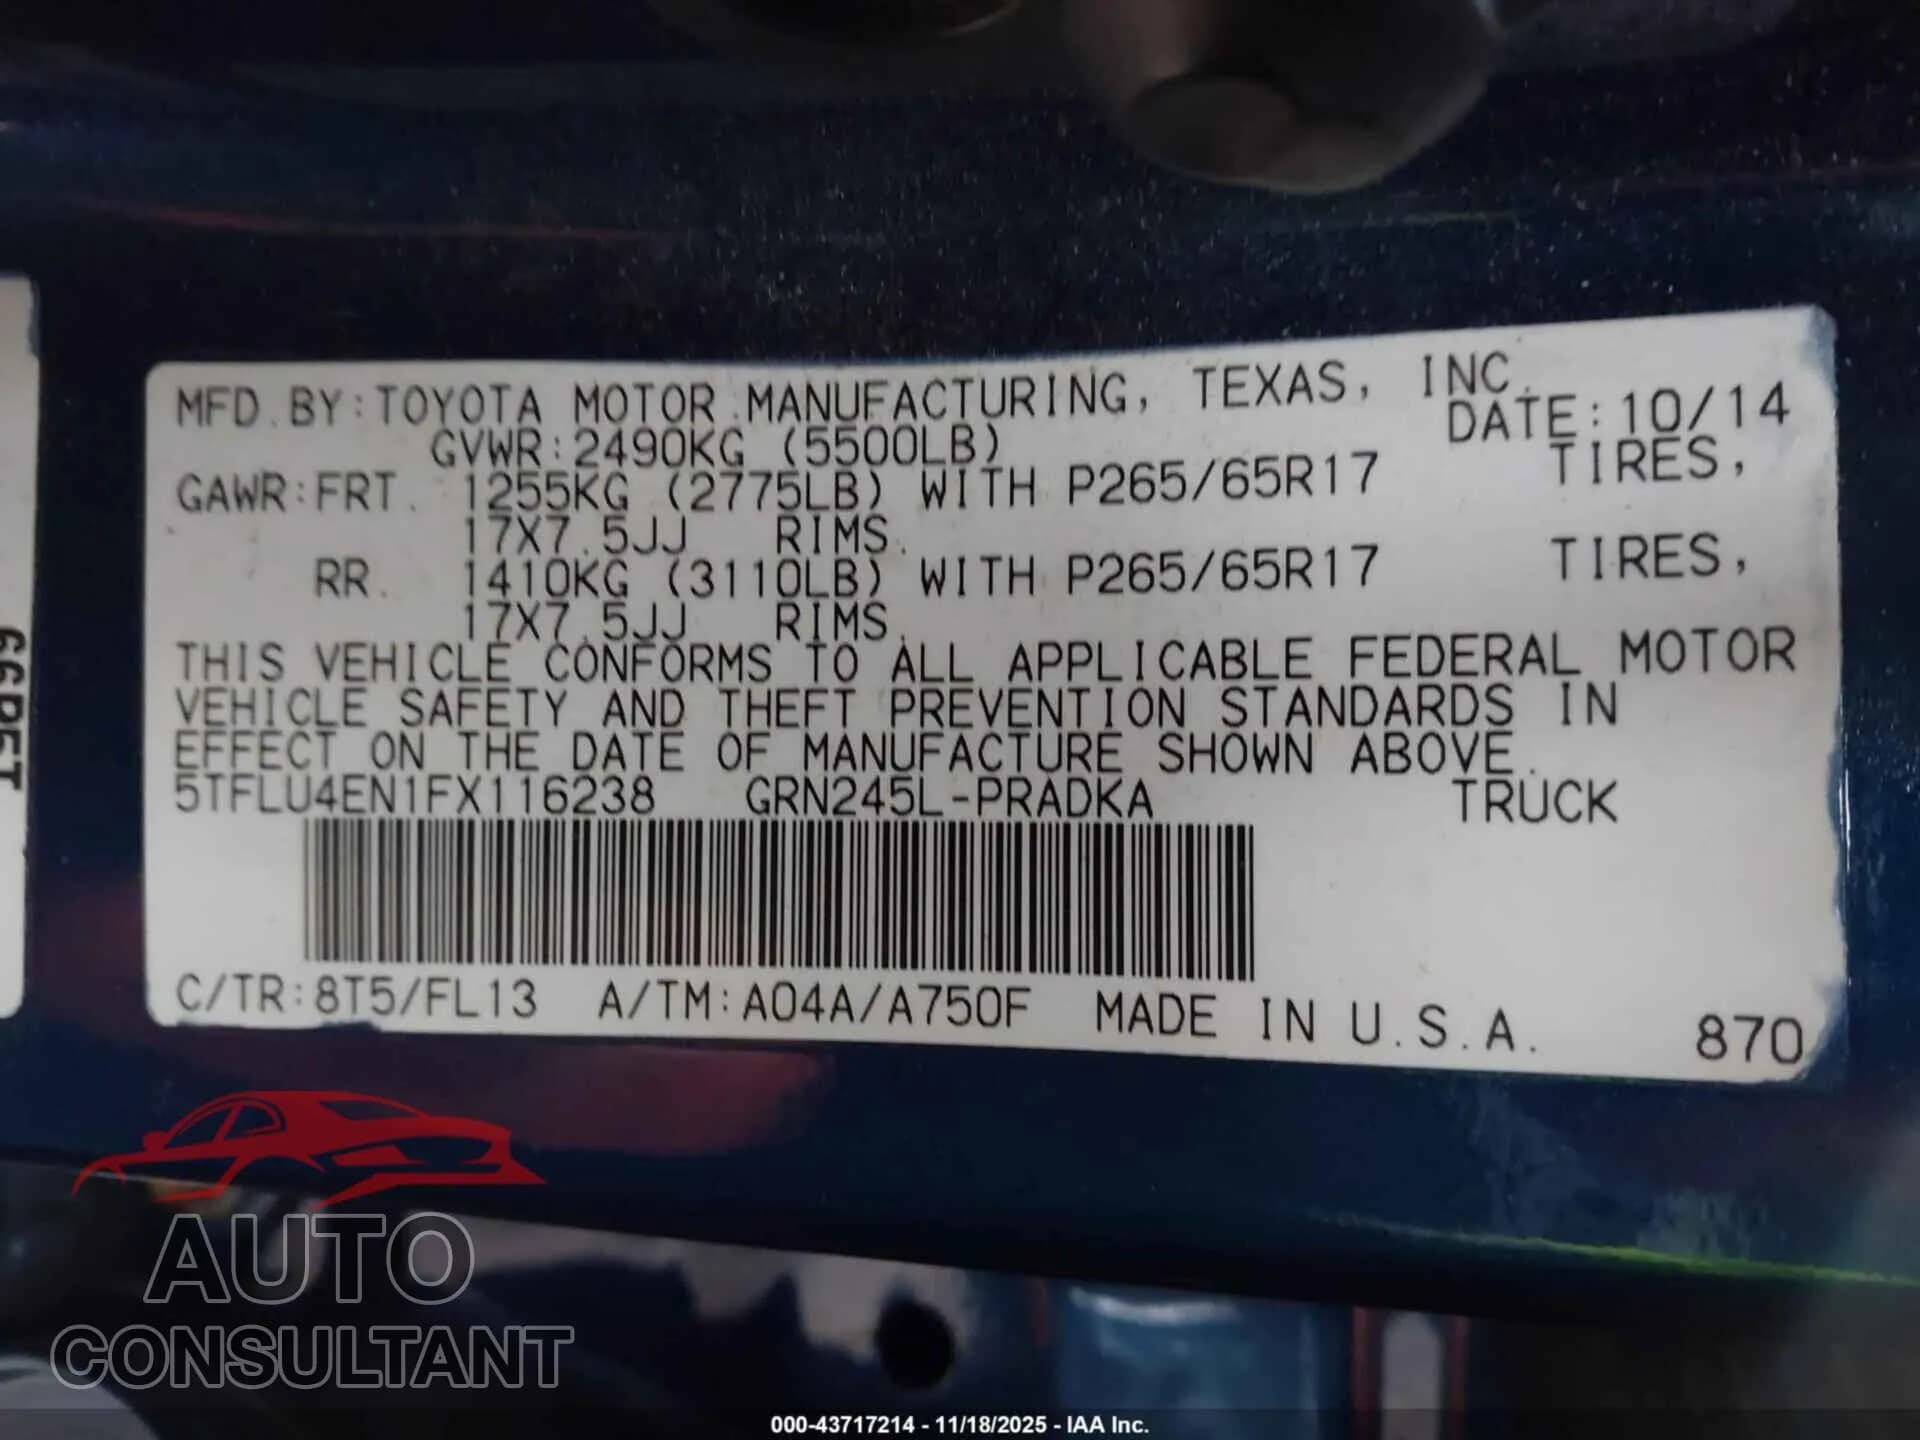 MFD.BY:TOYOTA MOTOR MANUFACTURING, TEXAS, INC.
DATE:10/14
GVWR:2490KG (5500LB)
GAWR:FRT. 1255KG (2775LB) WITH P265/65R17 TIRES,
17X7.5JJ RIMS.
RR. 1410KG (3110LB) WITH P265/65R17 TIRES,
17X7.5JJ RIMS.
THIS VEHICLE CONFORMS TO ALL APPLICABLE FEDERAL MOTOR
VEHICLE SAFETY AND THEFT PREVENTION STANDARDS IN
EFFECT ON THE DATE OF MANUFACTURE SHOWN ABOVE.
5TFLU4EN1FX116238 GRN245L-PRADKA TRUCK
C/TR:8T5/FL13 A/TM:A04A/A750F MADE IN U.S.A. 870
AUTO
CONSULTANT
000-43717214 - 11/18/2025 - IAA Inc.